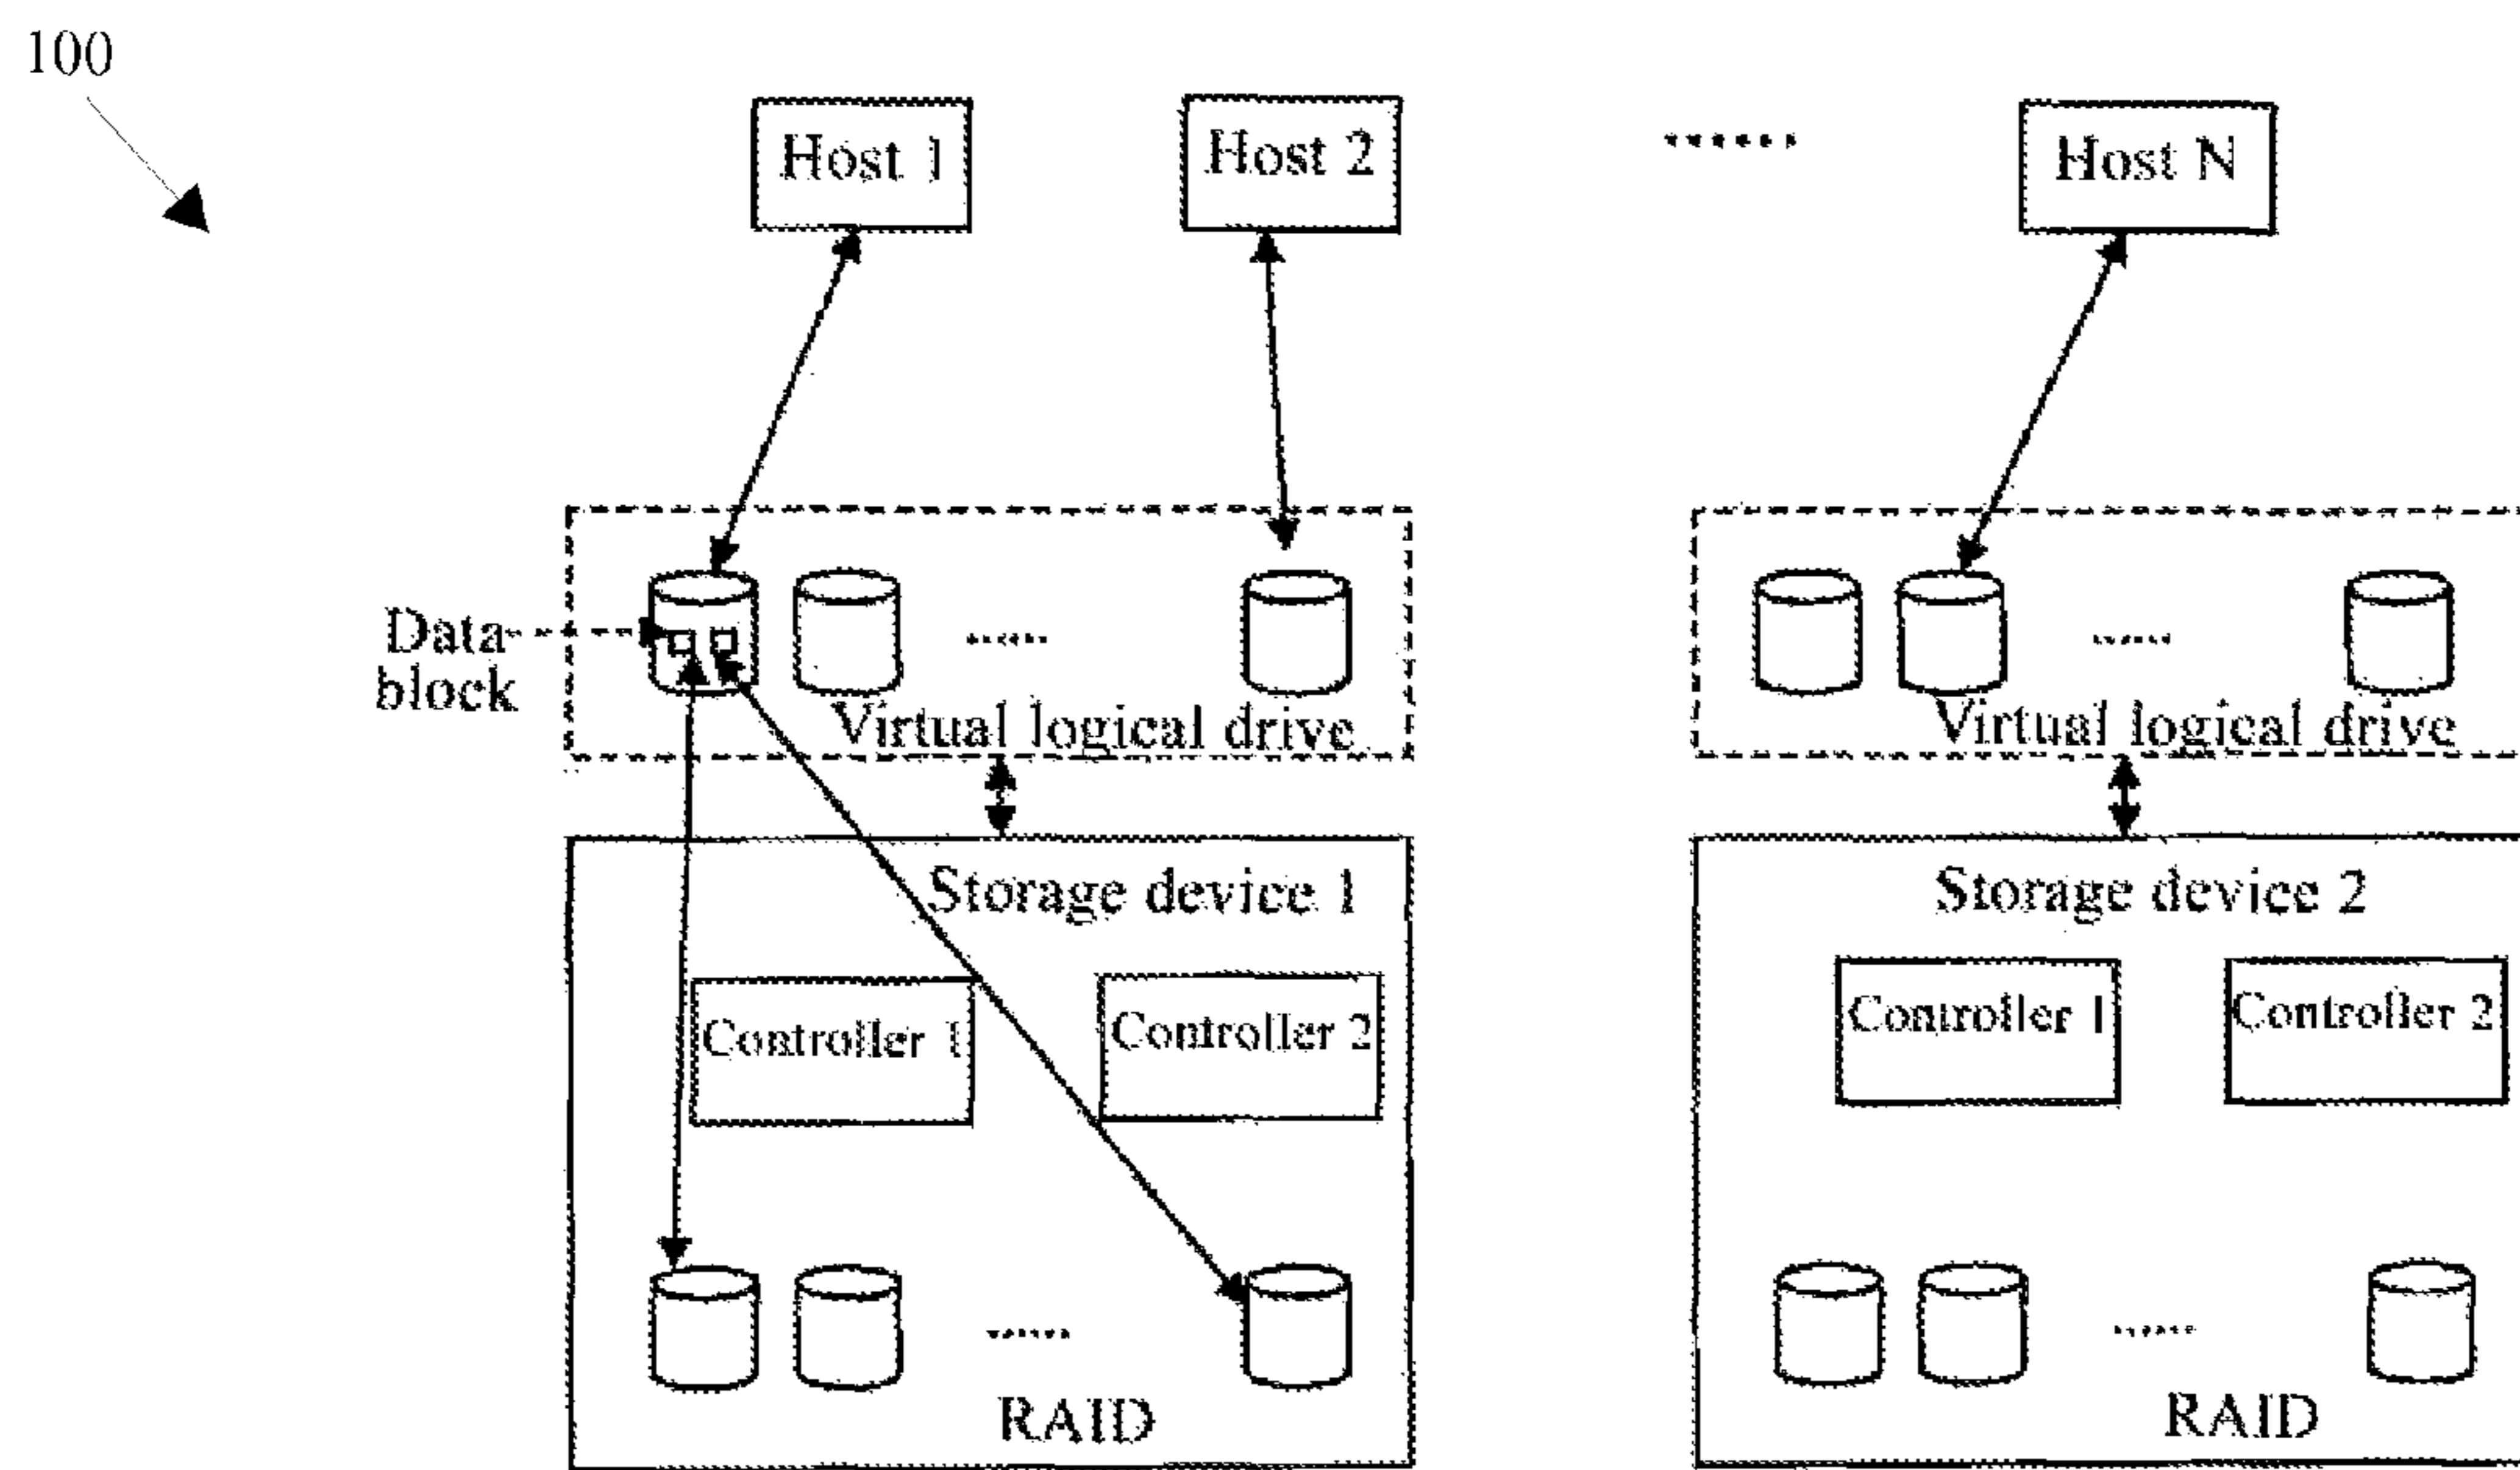 100
Host 1
Host 2
......
Host N
Data
block
......
Virtual logical drive
......
Virtual logical drive
Storage device 1
Controller 1
Controller 2
......
RAID
Storage device 2
Controller 1
Controller 2
......
RAID